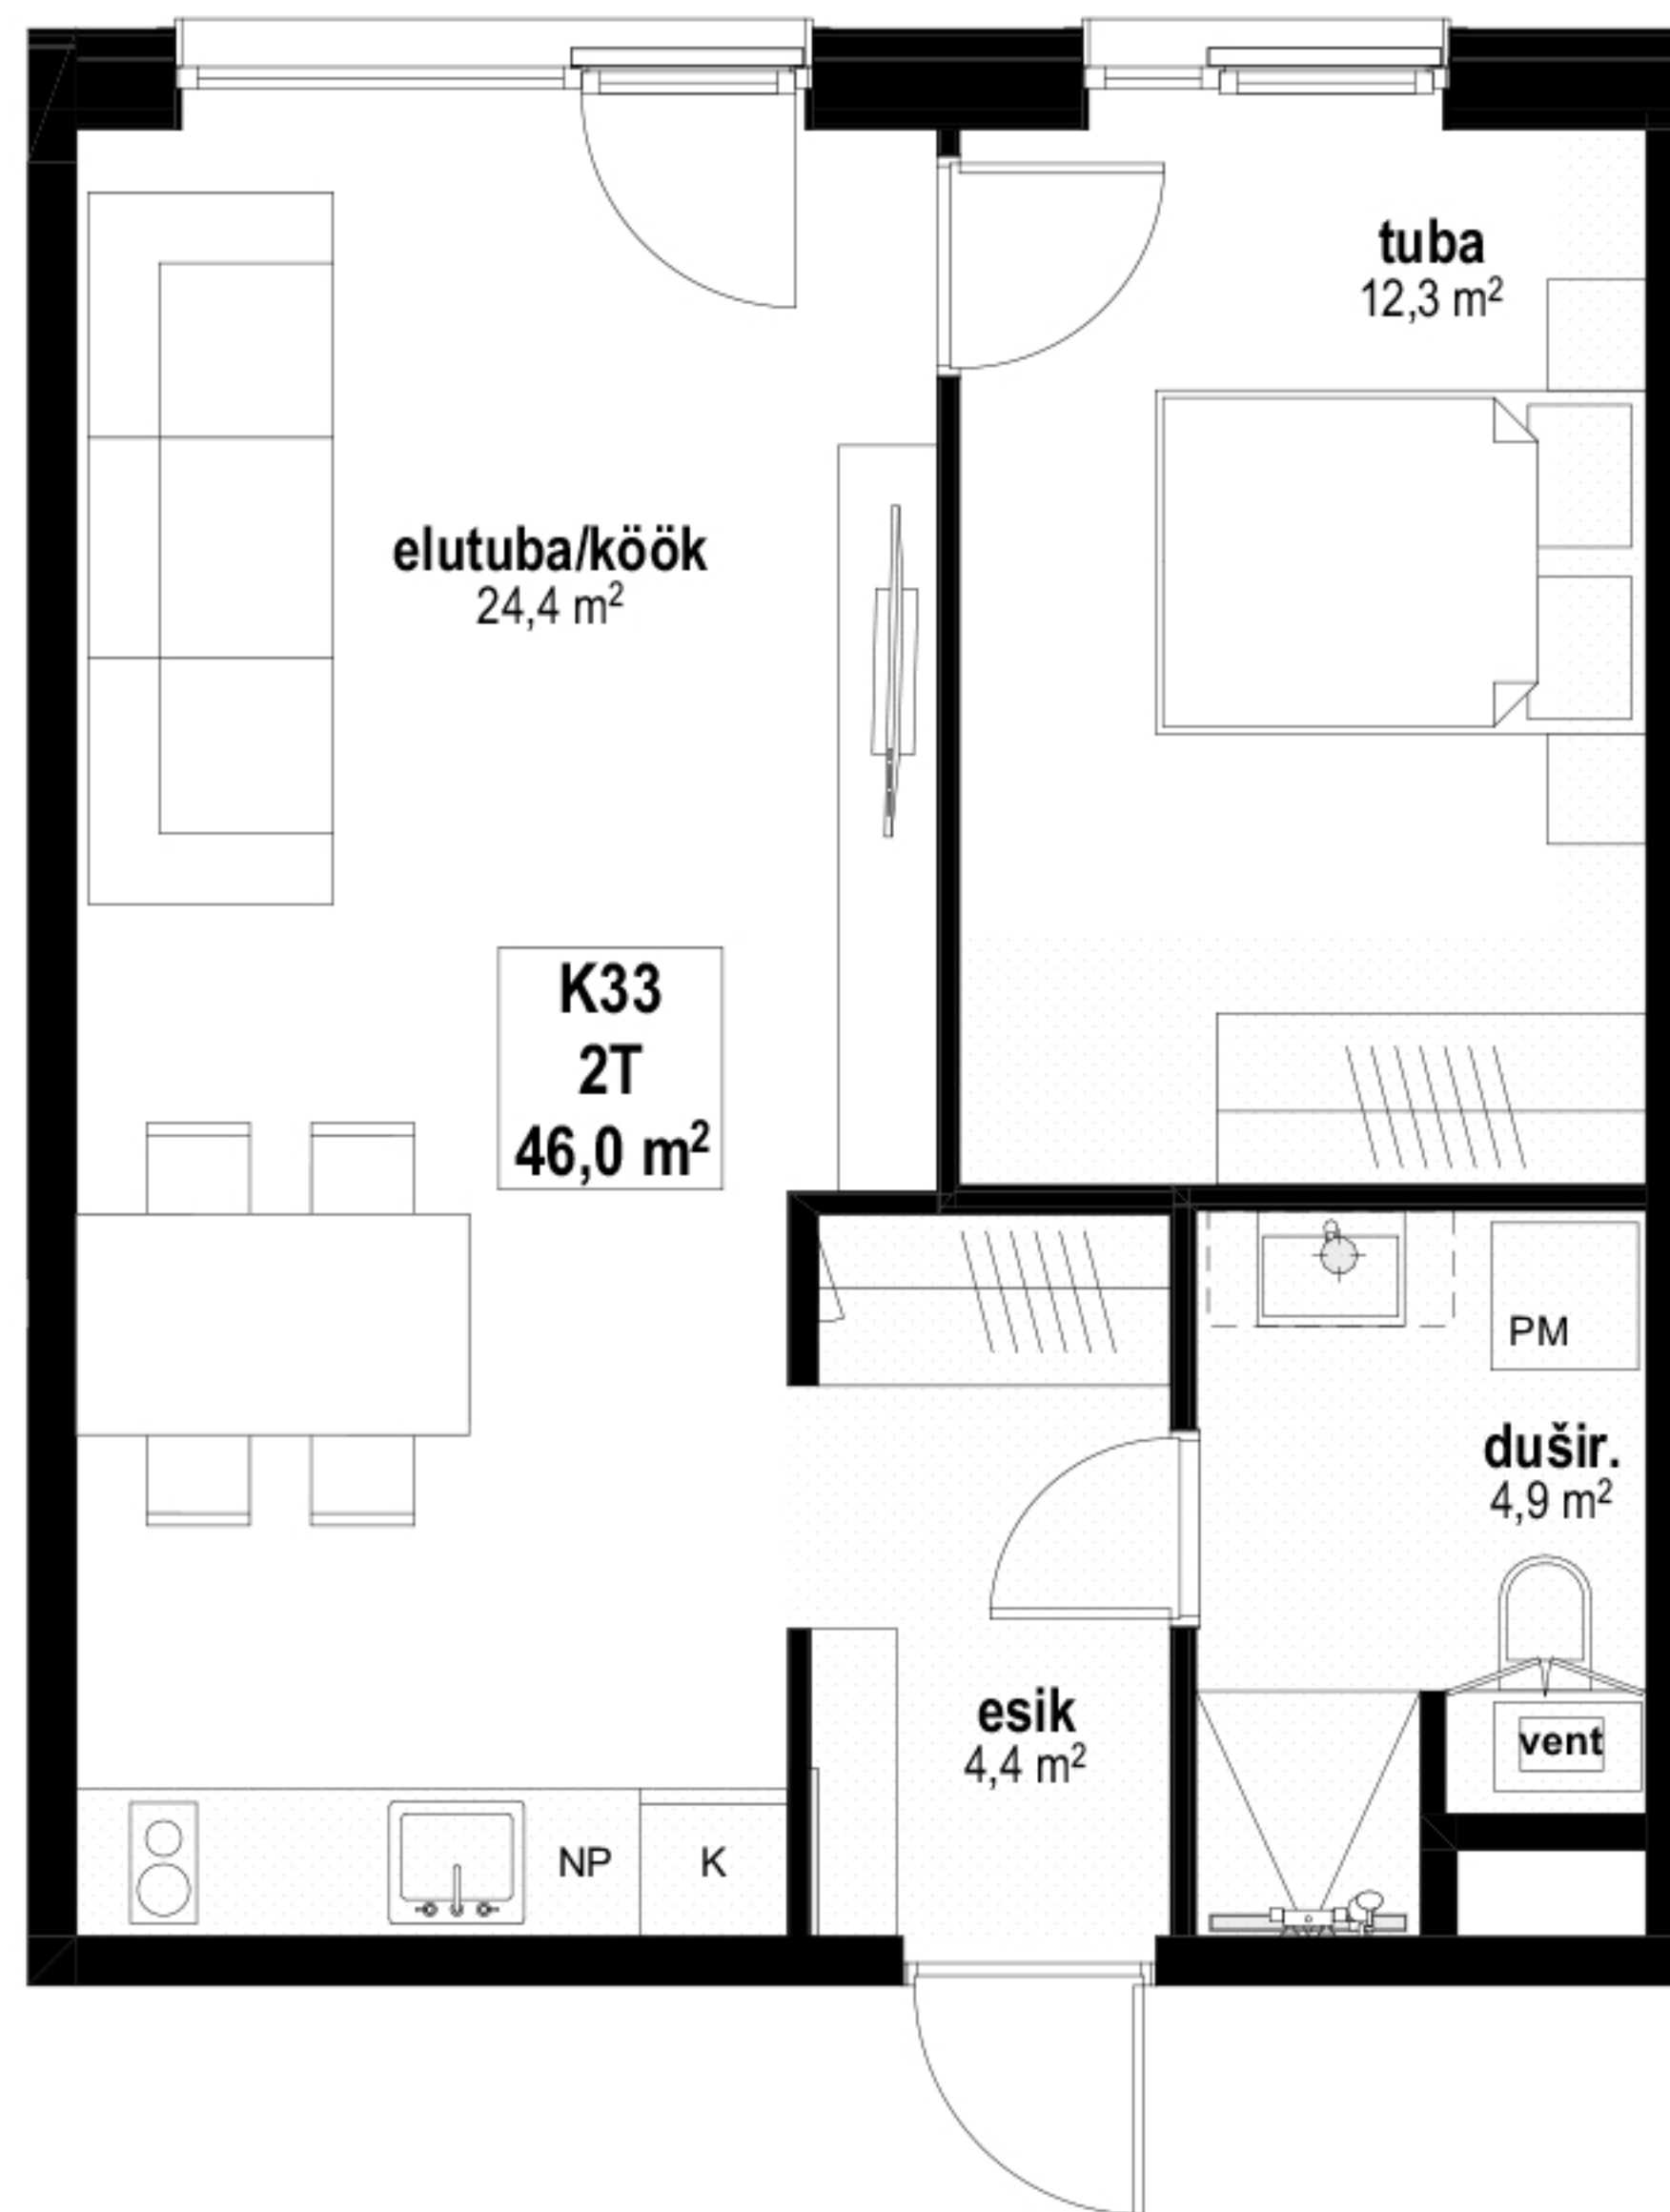 tuba
12,3 m²
elutuba/köök
24,4 m²
K33
2T
46,0 m²
PM
dušir.
4,9 m²
esik
4,4 m²
vent
NP
K